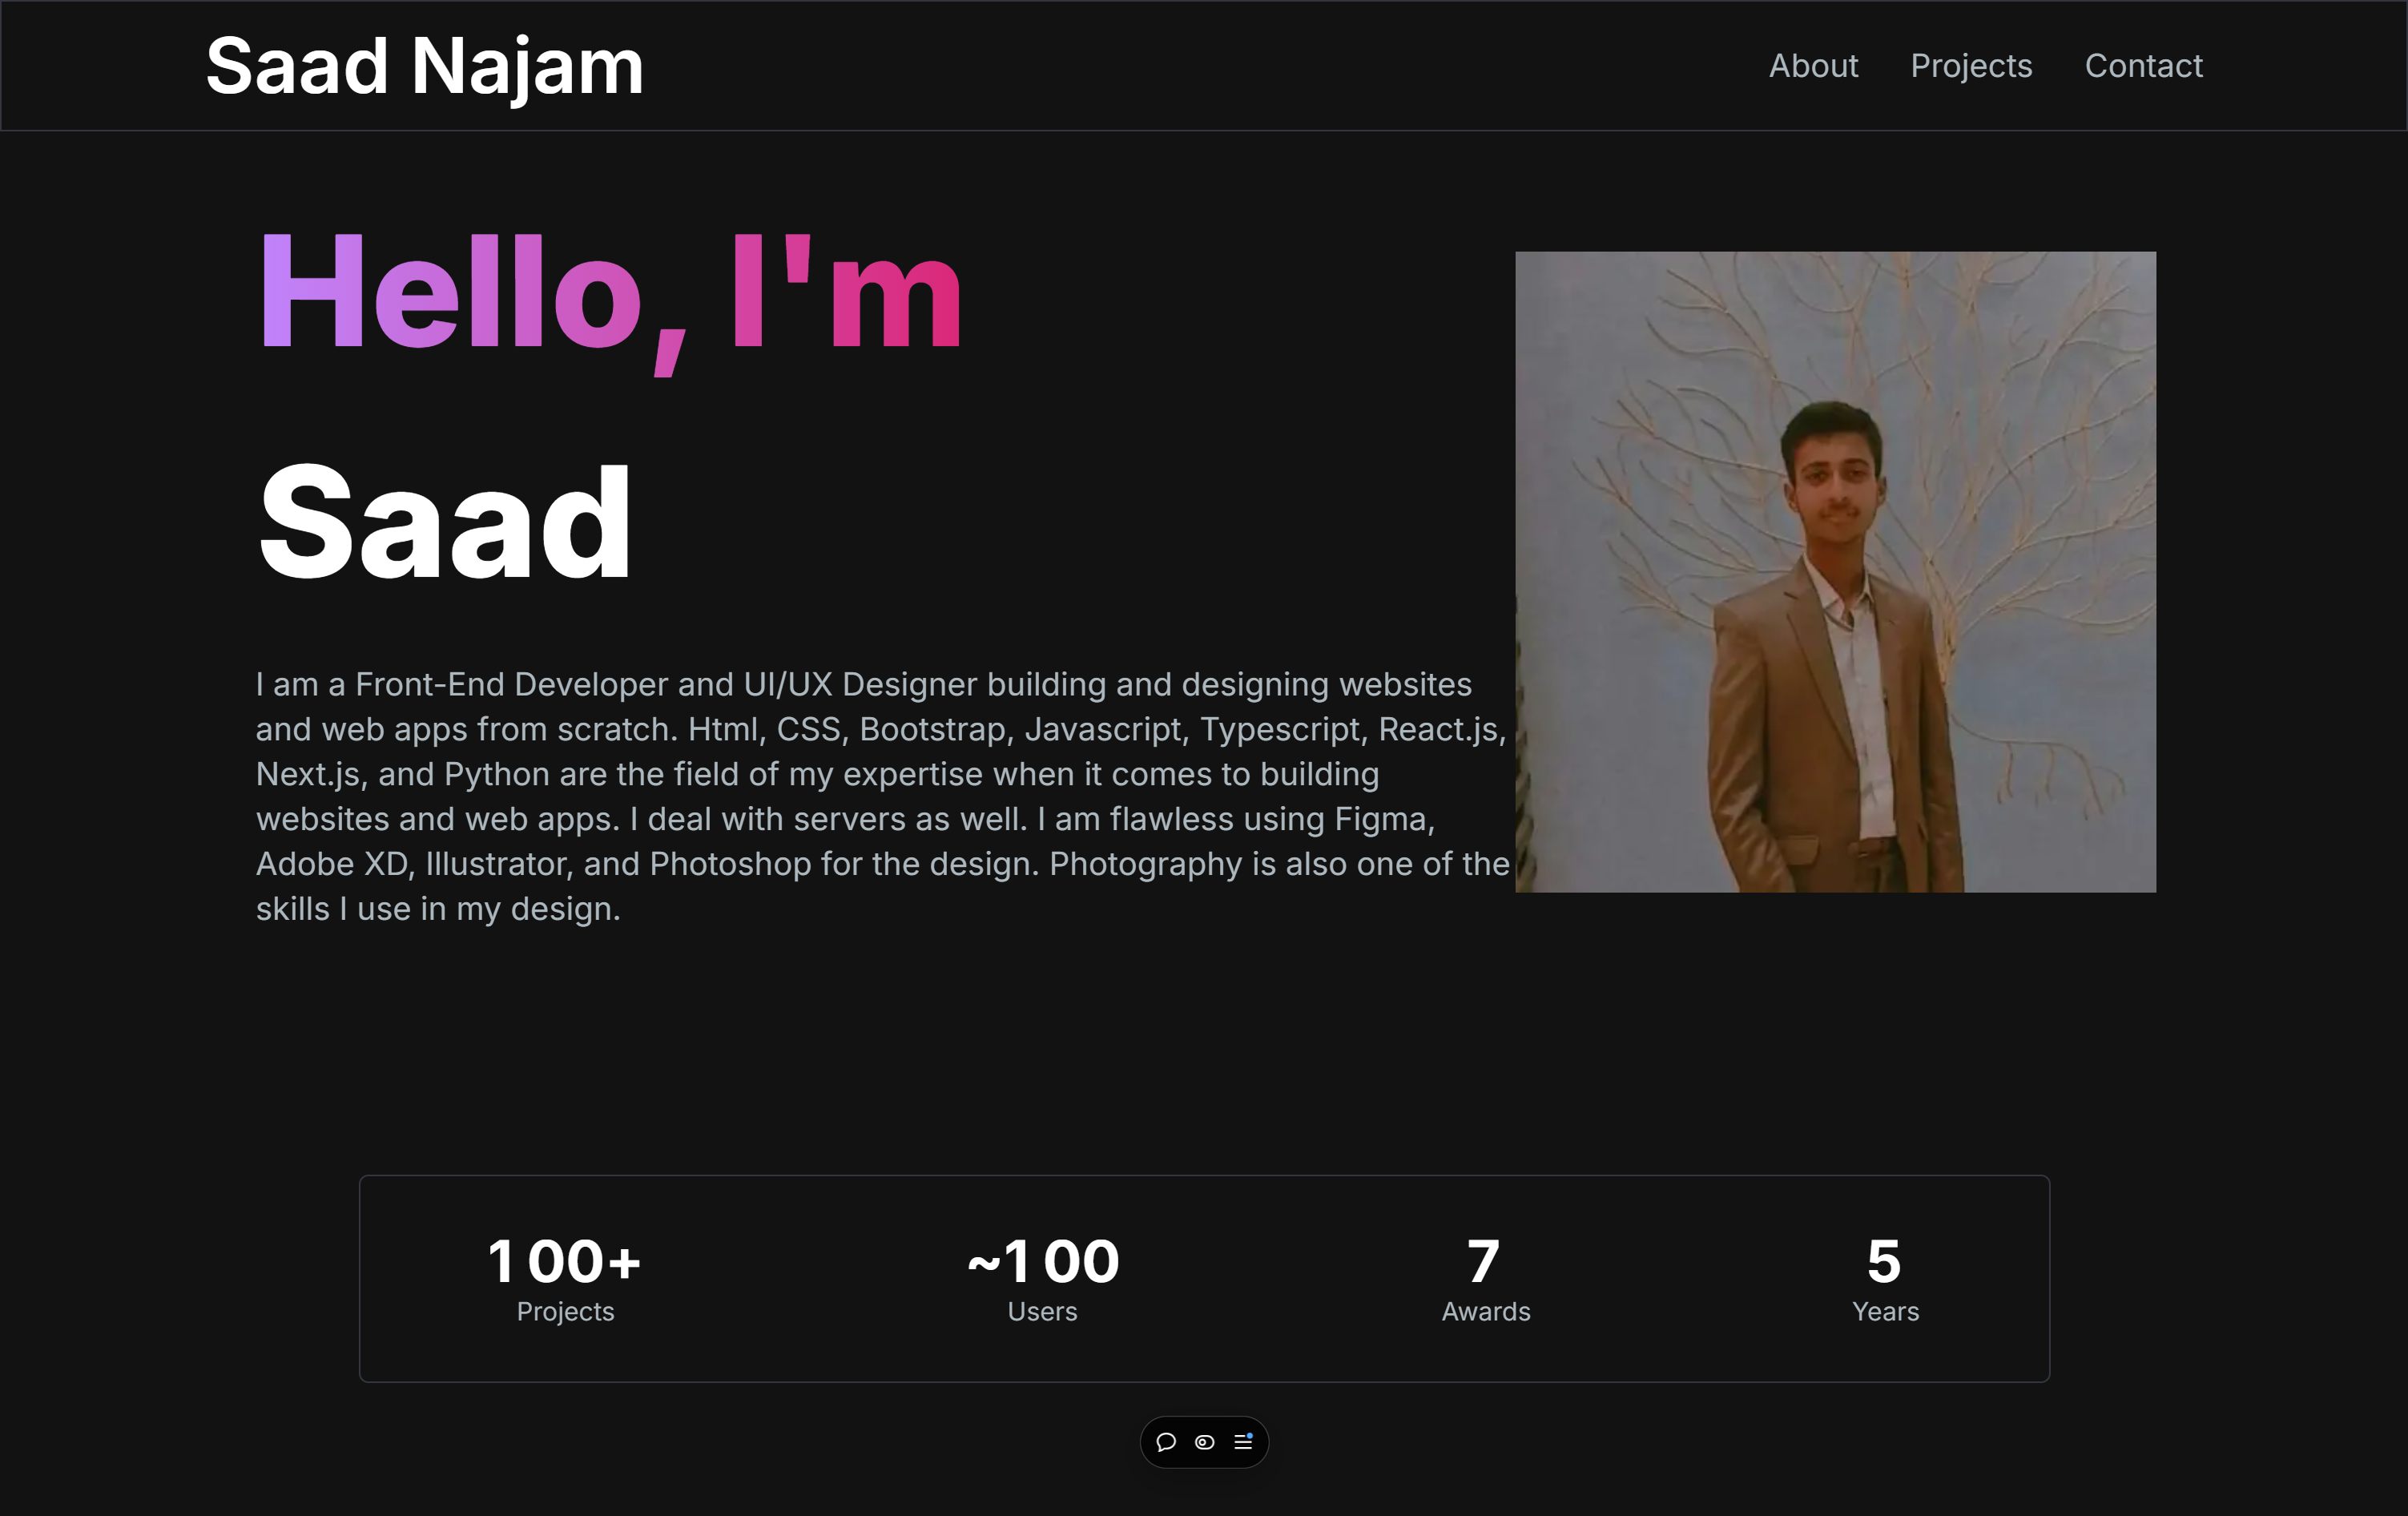 Saad Najam
About Projects Contact
Hello, I'm
Saad
I am a Front-End Developer and UI/UX Designer building and designing websites
and web apps from scratch. Html, CSS, Bootstrap, Javascript, Typescript, React.js,
Next.js, and Python are the field of my expertise when it comes to building
websites and web apps. I deal with servers as well. I am flawless using Figma,
Adobe XD, Illustrator, and Photoshop for the design. Photography is also one of the
skills I use in my design.
100+ ~100 7 5
Projects Users Awards Years